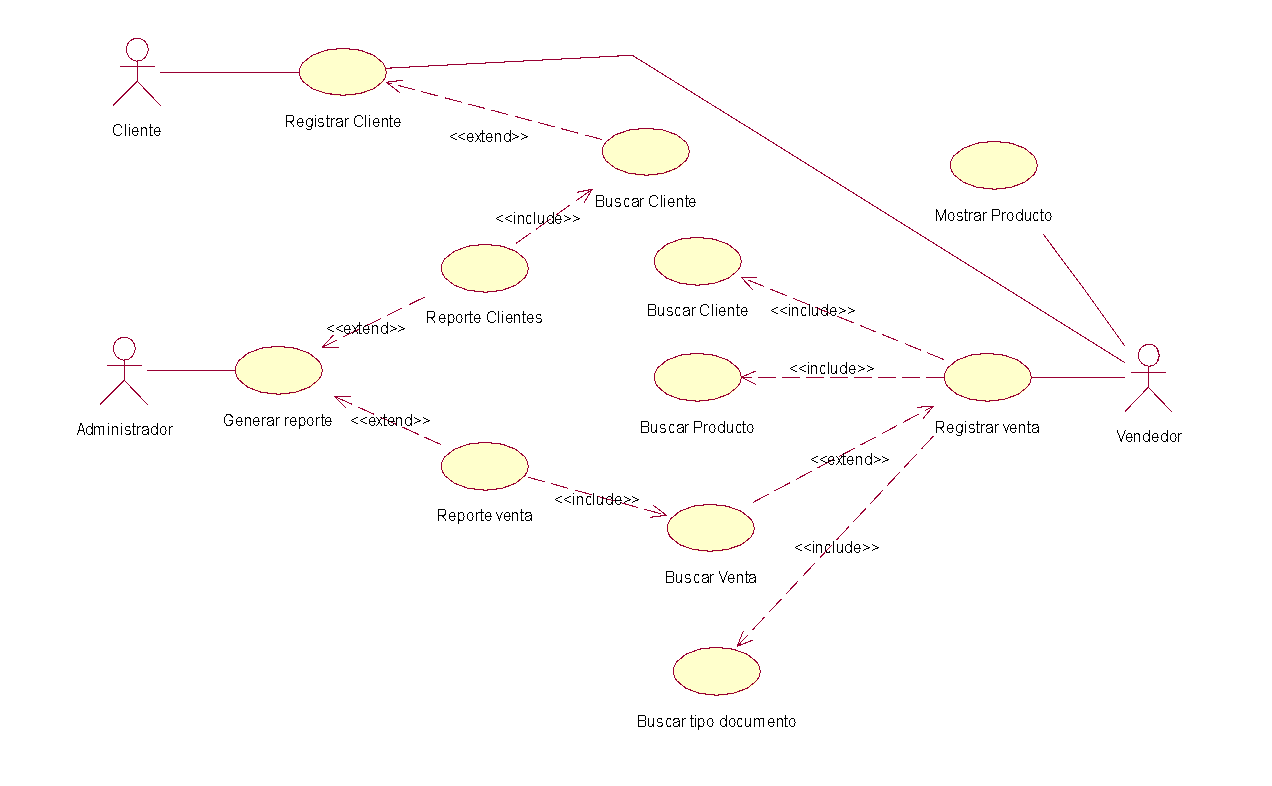 Cliente
Registrar Cliente
<<extend>>
Buscar Cliente
Mostrar Producto
<<include>>
Reporte Clientes
Buscar Cliente
<<include>>
<<extend>>
<<include>>
Administrador
Generar reporte
<<extend>>
Buscar Producto
Registrar venta
Vendedor
<<extend>>
Reporte venta
<<include>>
Buscar Venta
<<include>>
Buscar tipo documento